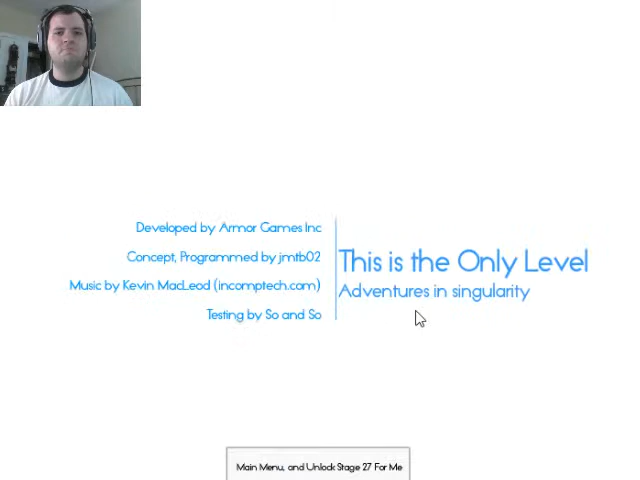 Developed by Armor Games Inc
Concept, Programmed by jmtb02
Music by Kevin MacLeod (incomptech.com)
Testing by So and So
This is the Only Level
Adventures in singularity
Main Menu, and Unlock Stage 27 For Me